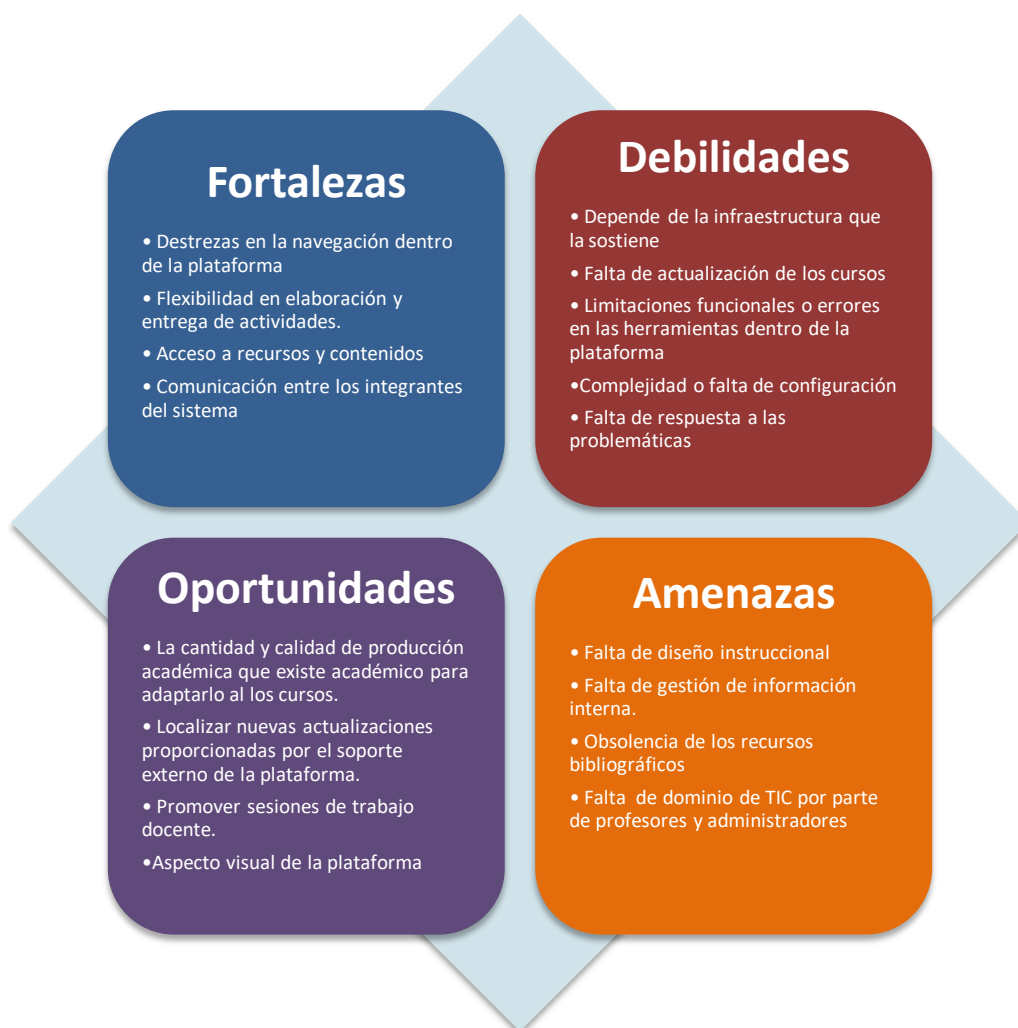 Fortalezas
• Destrezas en la navegación dentro
de la plataforma
• Flexibilidad en elaboración y
entrega de actividades.
• Acceso a recursos y contenidos
• Comunicación entre los integrantes
del sistema
Debilidades
• Depende de la infraestructura que
la sostiene
• Falta de actualización de los cursos
• Limitaciones funcionales o errores
en las herramientas dentro de la
plataforma
•Complejidad o falta de configuración
• Falta de respuesta a las
problemáticas
Oportunidades
• La cantidad y calidad de producción
académica que existe académico para
adaptarlo al los cursos.
• Localizar nuevas actualizaciones
proporcionadas por el soporte
externo de la plataforma.
• Promover sesiones de trabajo
docente.
•Aspecto visual de la plataforma
Amenazas
• Falta de diseño instruccional
• Falta de gestión de información
interna.
• Obsolencia de los recursos
bibliográficos
• Falta  de dominio de TIC por parte
de profesores y administradores